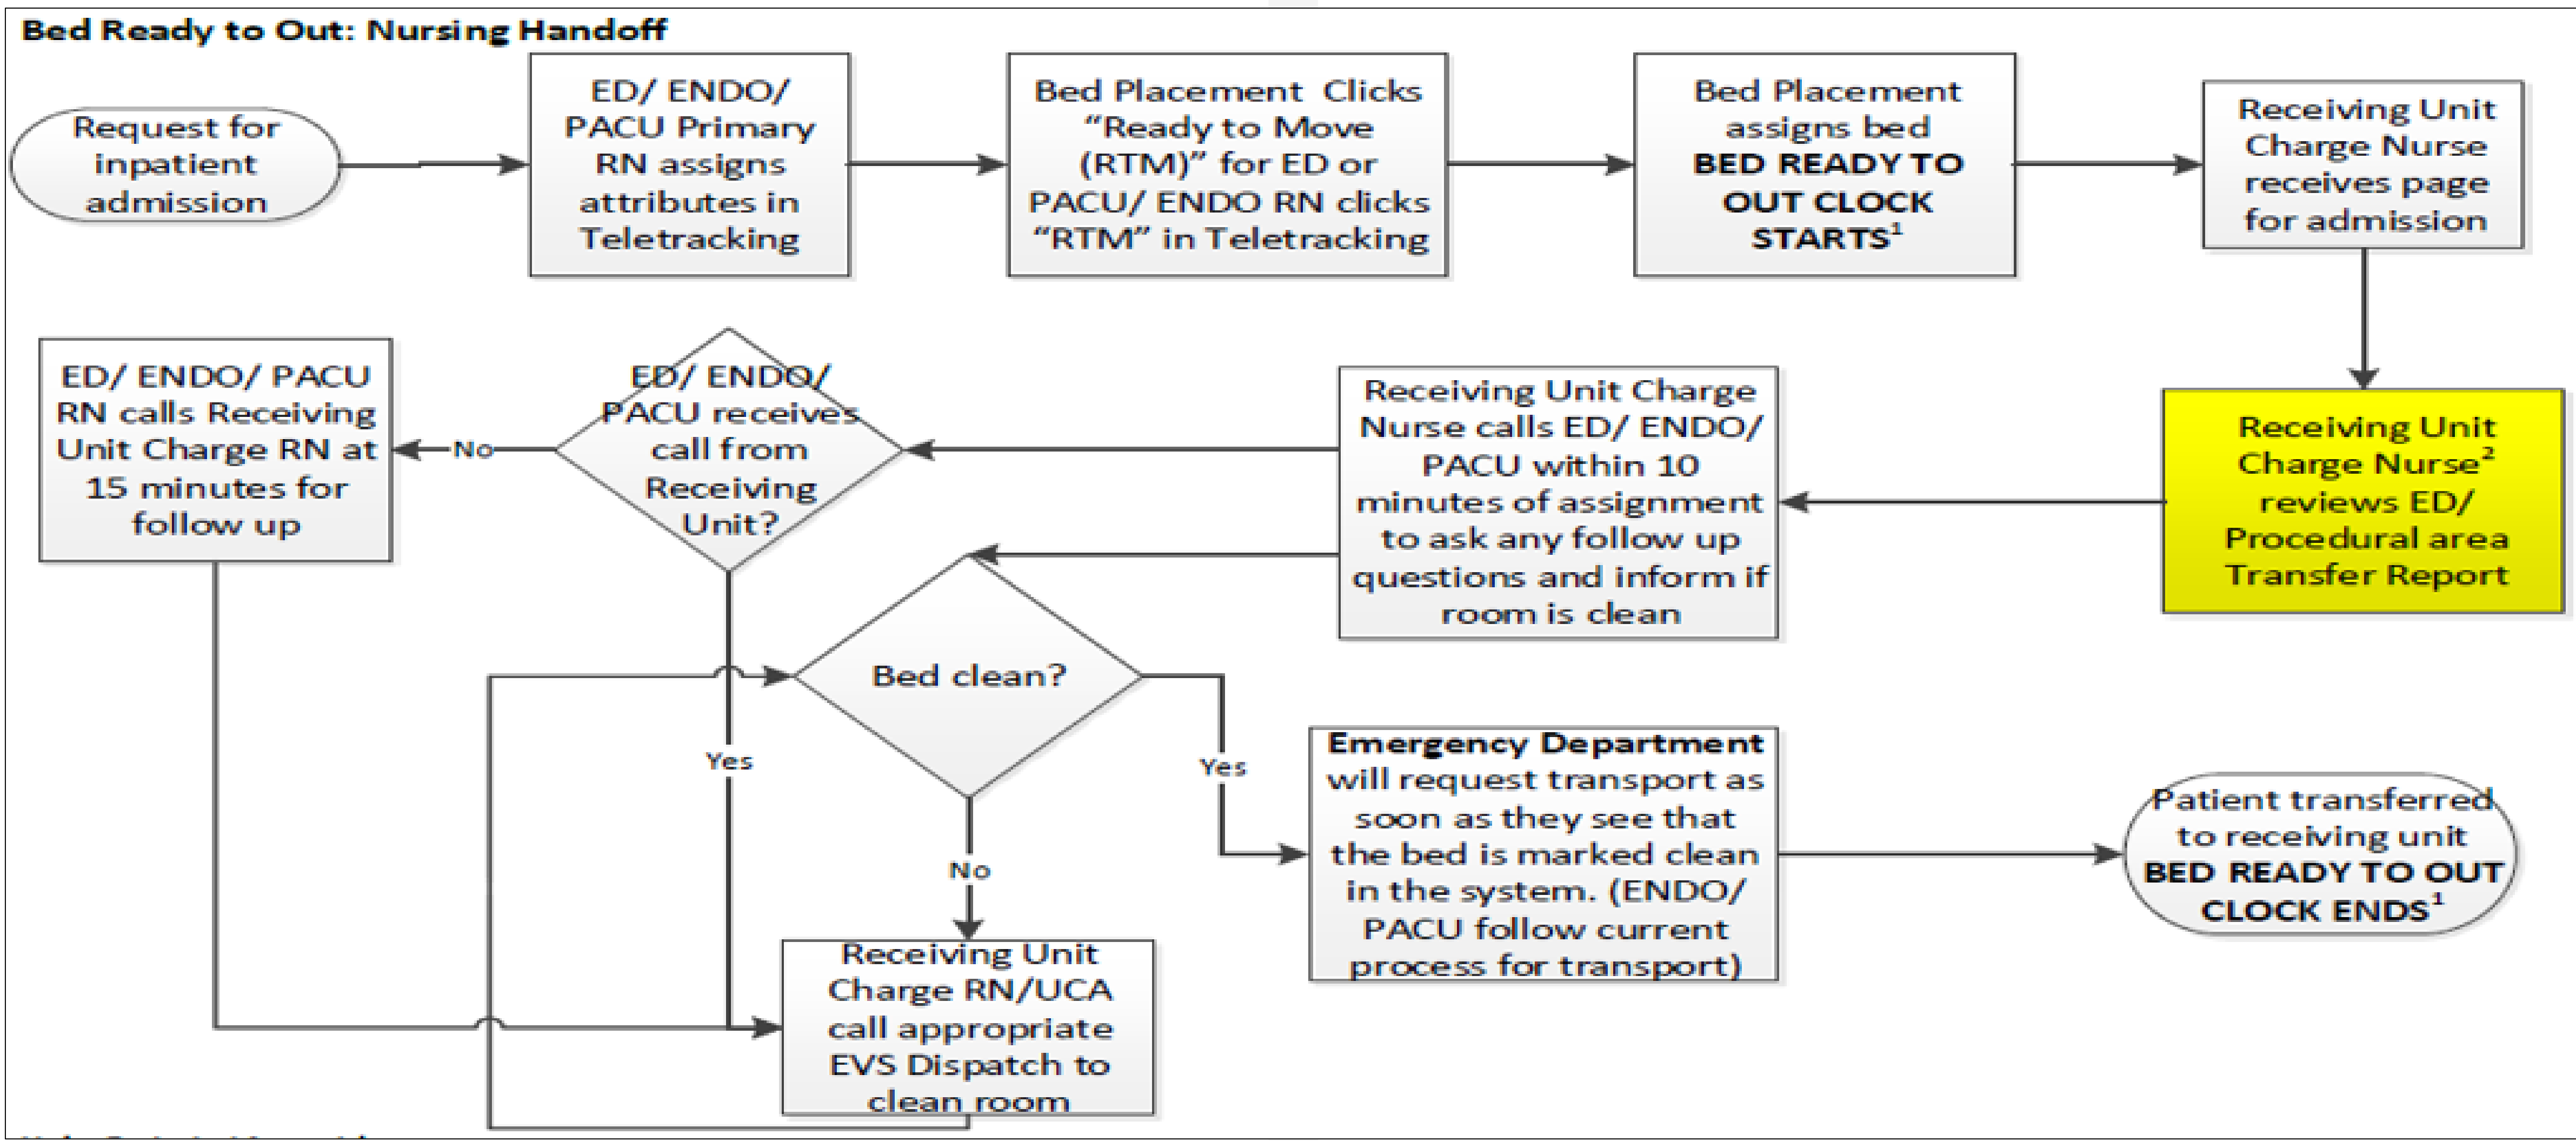 Bed Ready to Out: Nursing Handoff
Request for
inpatient
admission
ED/ ENDO/
PACU Primary
RN assigns
attributes in
Teletracking
Bed Placement Clicks
“Ready to Move
(RTM)” for ED or
PACU/ ENDO RN clicks
“RTM” in Teletracking
Bed Placement
assigns bed
BED READY TO
OUT CLOCK
STARTS¹
Receiving Unit
Charge Nurse
receives page
for admission
Receiving Unit
Charge Nurse²
reviews ED/
Procedural area
Transfer Report
Receiving Unit Charge
Nurse calls ED/ ENDO/
PACU within 10
minutes of assignment
to ask any follow up
questions and inform if
room is clean
ED/ ENDO/
PACU receives
call from
Receiving
Unit?
No
ED/ ENDO/ PACU
RN calls Receiving
Unit Charge RN at
15 minutes for
follow up
Yes
Bed clean?
Yes
No
Receiving Unit
Charge RN/UCA
call appropriate
EVS Dispatch to
clean room
Emergency Department
will request transport as
soon as they see that
the bed is marked clean
in the system. (ENDO/
PACU follow current
process for transport)
Patient transferred
to receiving unit
BED READY TO OUT
CLOCK ENDS¹